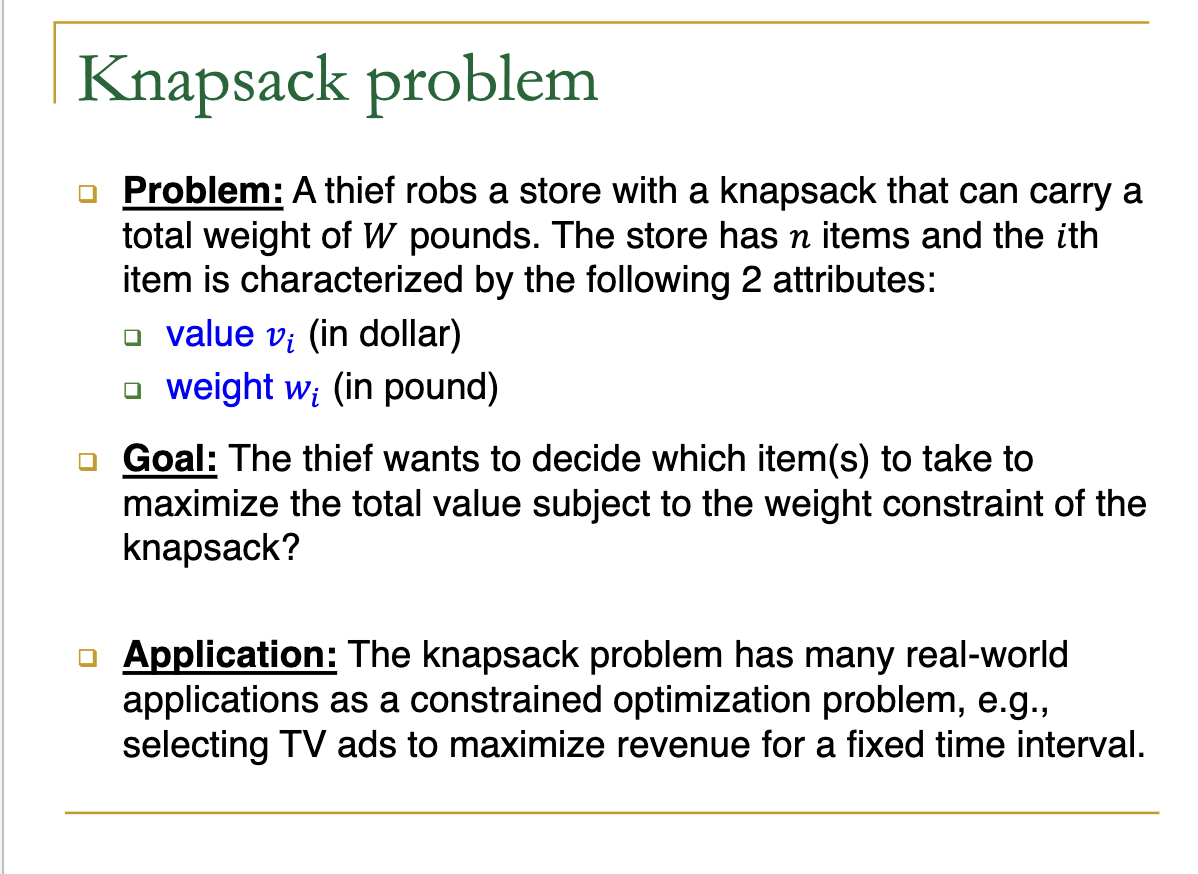 Knapsack problem
Problem: A thief robs a store with a knapsack that can carry a
total weight of W pounds. The store has n items and the ith
item is characterized by the following 2 attributes:
value vᵢ (in dollar)
weight wᵢ (in pound)
Goal: The thief wants to decide which item(s) to take to
maximize the total value subject to the weight constraint of the
knapsack?
Application: The knapsack problem has many real-world
applications as a constrained optimization problem, e.g.,
selecting TV ads to maximize revenue for a fixed time interval.